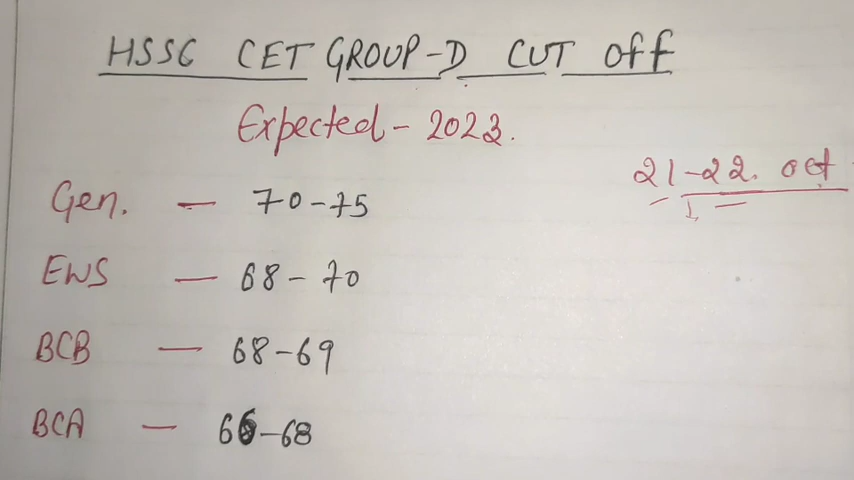 HSSC CET GROUP-D CUT Off
Expected - 2023.
21-22. oct
Gen. - 70-75
EWS - 68-70
BCB - 68-69
BCA - 66-68